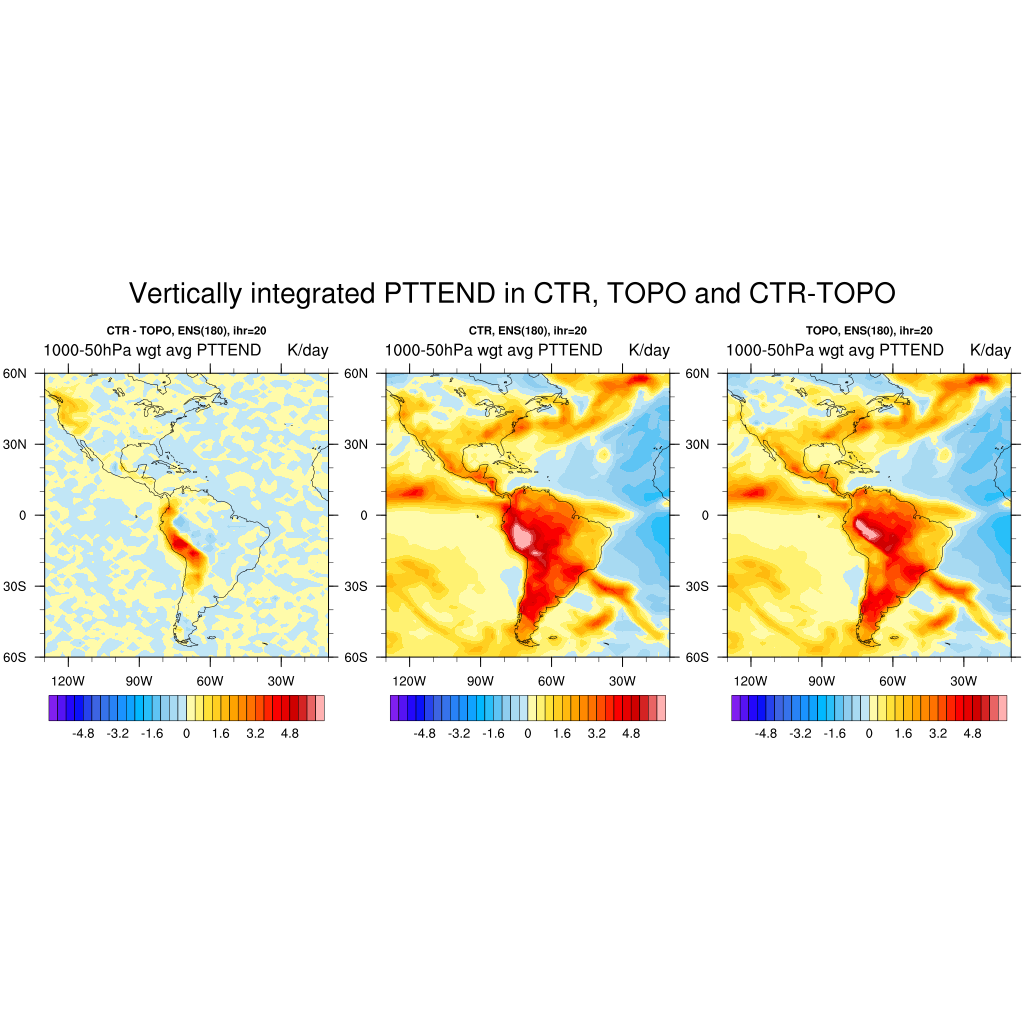 Vertically integrated PTTEND in CTR, TOPO and CTR-TOPO
CTR - TOPO, ENS(180), ihr=20
1000-50hPa wgt avg PTTEND K/day
60N
30N
0
30S
60S
120W 90W 60W 30W
-4.8 -3.2 -1.6 0 1.6 3.2 4.8
CTR, ENS(180), ihr=20
1000-50hPa wgt avg PTTEND K/day
60N
30N
0
30S
60S
120W 90W 60W 30W
-4.8 -3.2 -1.6 0 1.6 3.2 4.8
TOPO, ENS(180), ihr=20
1000-50hPa wgt avg PTTEND K/day
60N
30N
0
30S
60S
120W 90W 60W 30W
-4.8 -3.2 -1.6 0 1.6 3.2 4.8